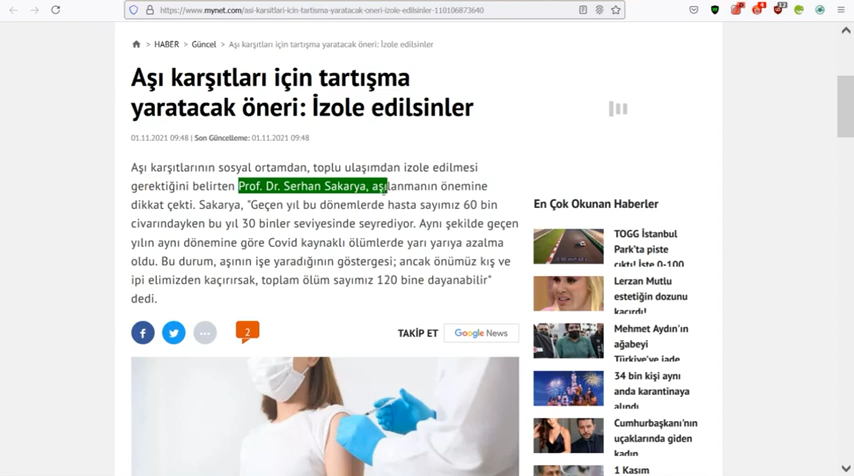 https://www.mynet.com/asi-karsitlari-icin-tartisma-yaratacak-oneri-izole-edilsinler-110106873640
> HABER > Güncel > Aşı karşıtları için tartışma yaratacak öneri: İzole edilsinler
Aşı karşıtları için tartışma
yaratacak öneri: İzole edilsinler
01.11.2021 09:48 | Son Güncelleme: 01.11.2021 09:48
Aşı karşıtlarının sosyal ortamdan, toplu ulaşımdan izole edilmesi
gerektiğini belirten Prof. Dr. Serhan Sakarya, aşılanmanın önemine
dikkat çekti. Sakarya, "Geçen yıl bu dönemlerde hasta sayımız 60 bin
civarındayken bu yıl 30 binler seviyesinde seyrediyor. Aynı şekilde geçen
yılın aynı dönemine göre Covid kaynaklı ölümlerde yarı yarıya azalma
oldu. Bu durum, aşının işe yaradığının göstergesi; ancak önümüz kış ve
ipi elimizden kaçırırsak, toplam ölüm sayımız 120 bine dayanabilir"
dedi.
2
TAKİP ET Google News
En Çok Okunan Haberler
TOGG İstanbul
Park'ta piste
çıktı! İşte 0-100
Lerzan Mutlu
estetiğin dozunu
kaçırdı!
Mehmet Aydın'ın
ağabeyi
Türkiye'ye iade
34 bin kişi aynı
anda karantinaya
alındı
Cumhurbaşkanı'nın
uçaklarında giden
kadın
1 Kasım